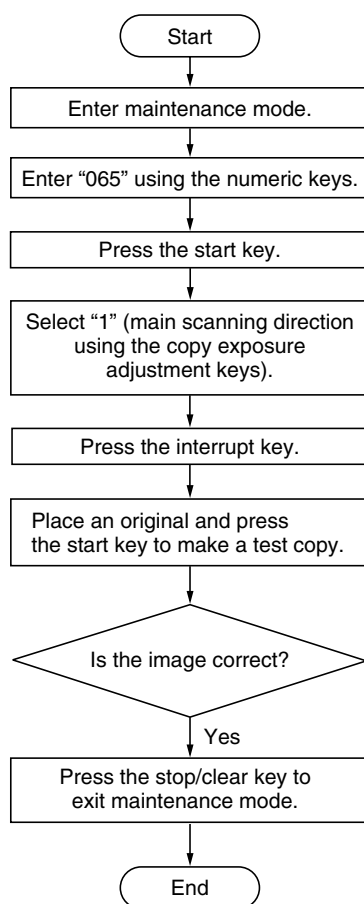 Start
Enter maintenance mode.
Enter “065” using the numeric keys.
Press the start key.
Select “1” (main scanning direction
using the copy exposure
adjustment keys).
Press the interrupt key.
Place an original and press
the start key to make a test copy.
Is the image correct?
Yes
Press the stop/clear key to
exit maintenance mode.
End